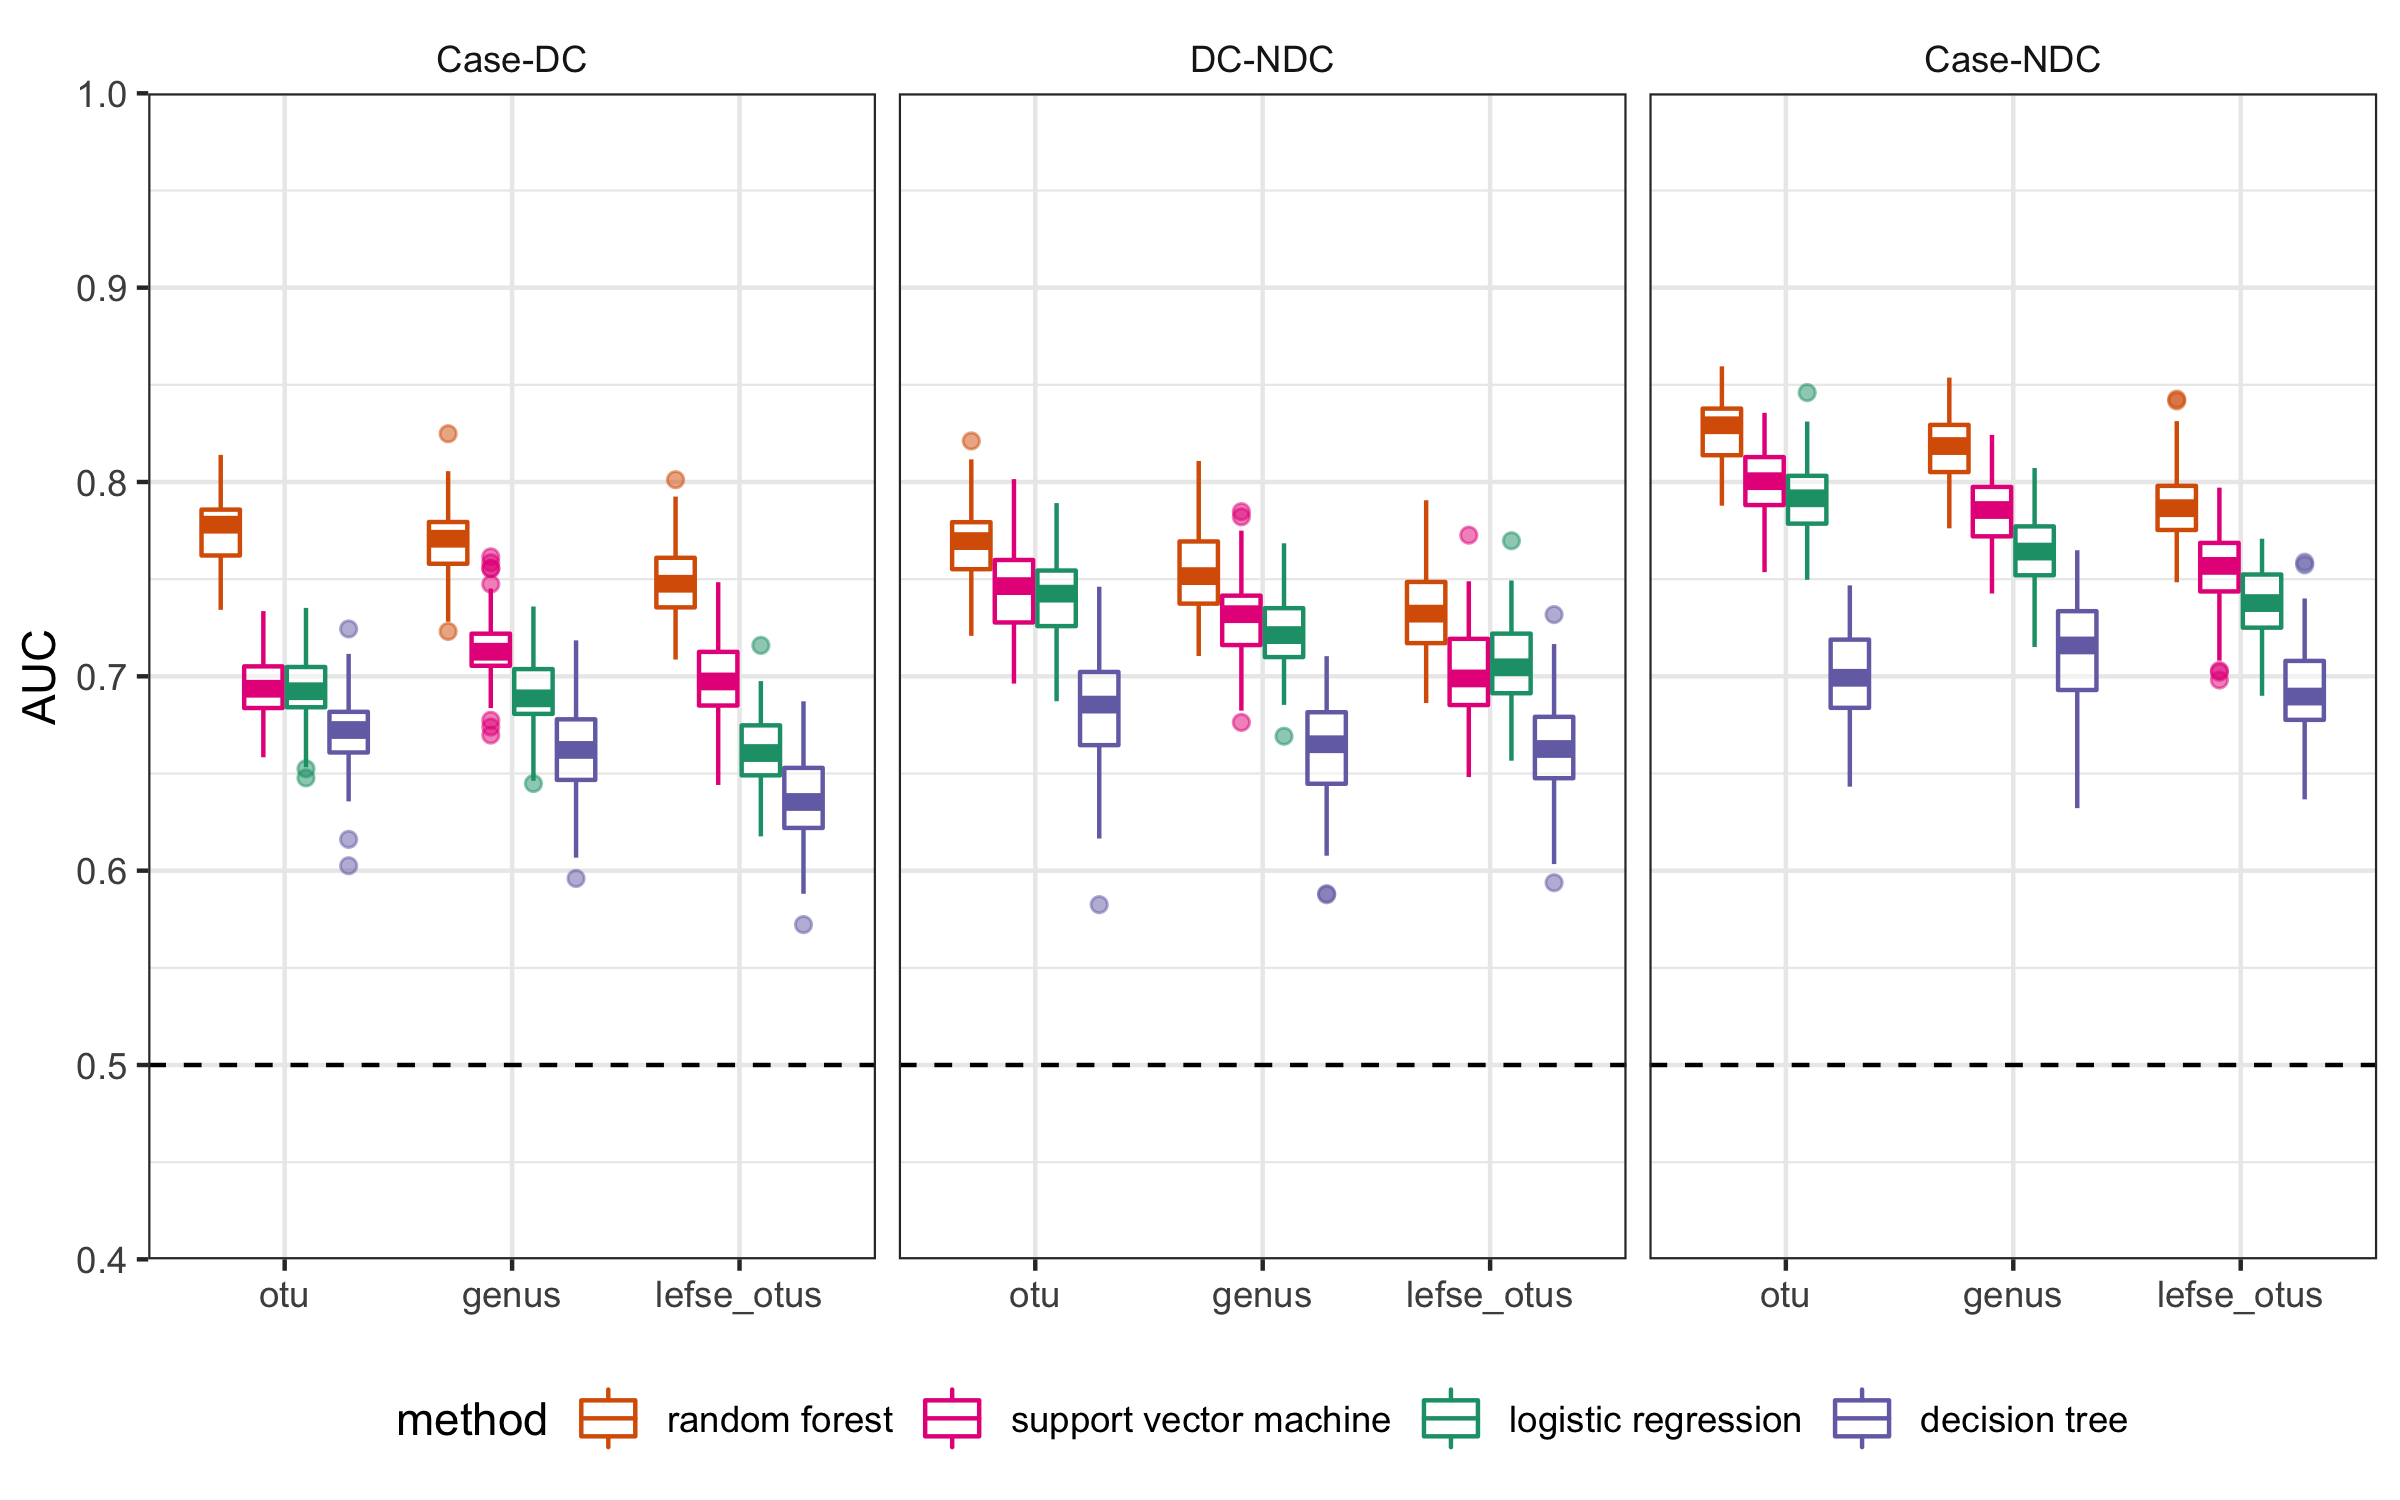 Case-DC DC-NDC Case-NDC
1.0
0.9
0.8
0.7
0.6
0.5
0.4
AUC
otu genus lefse_otus otu genus lefse_otus otu genus lefse_otus
method random forest support vector machine logistic regression decision tree